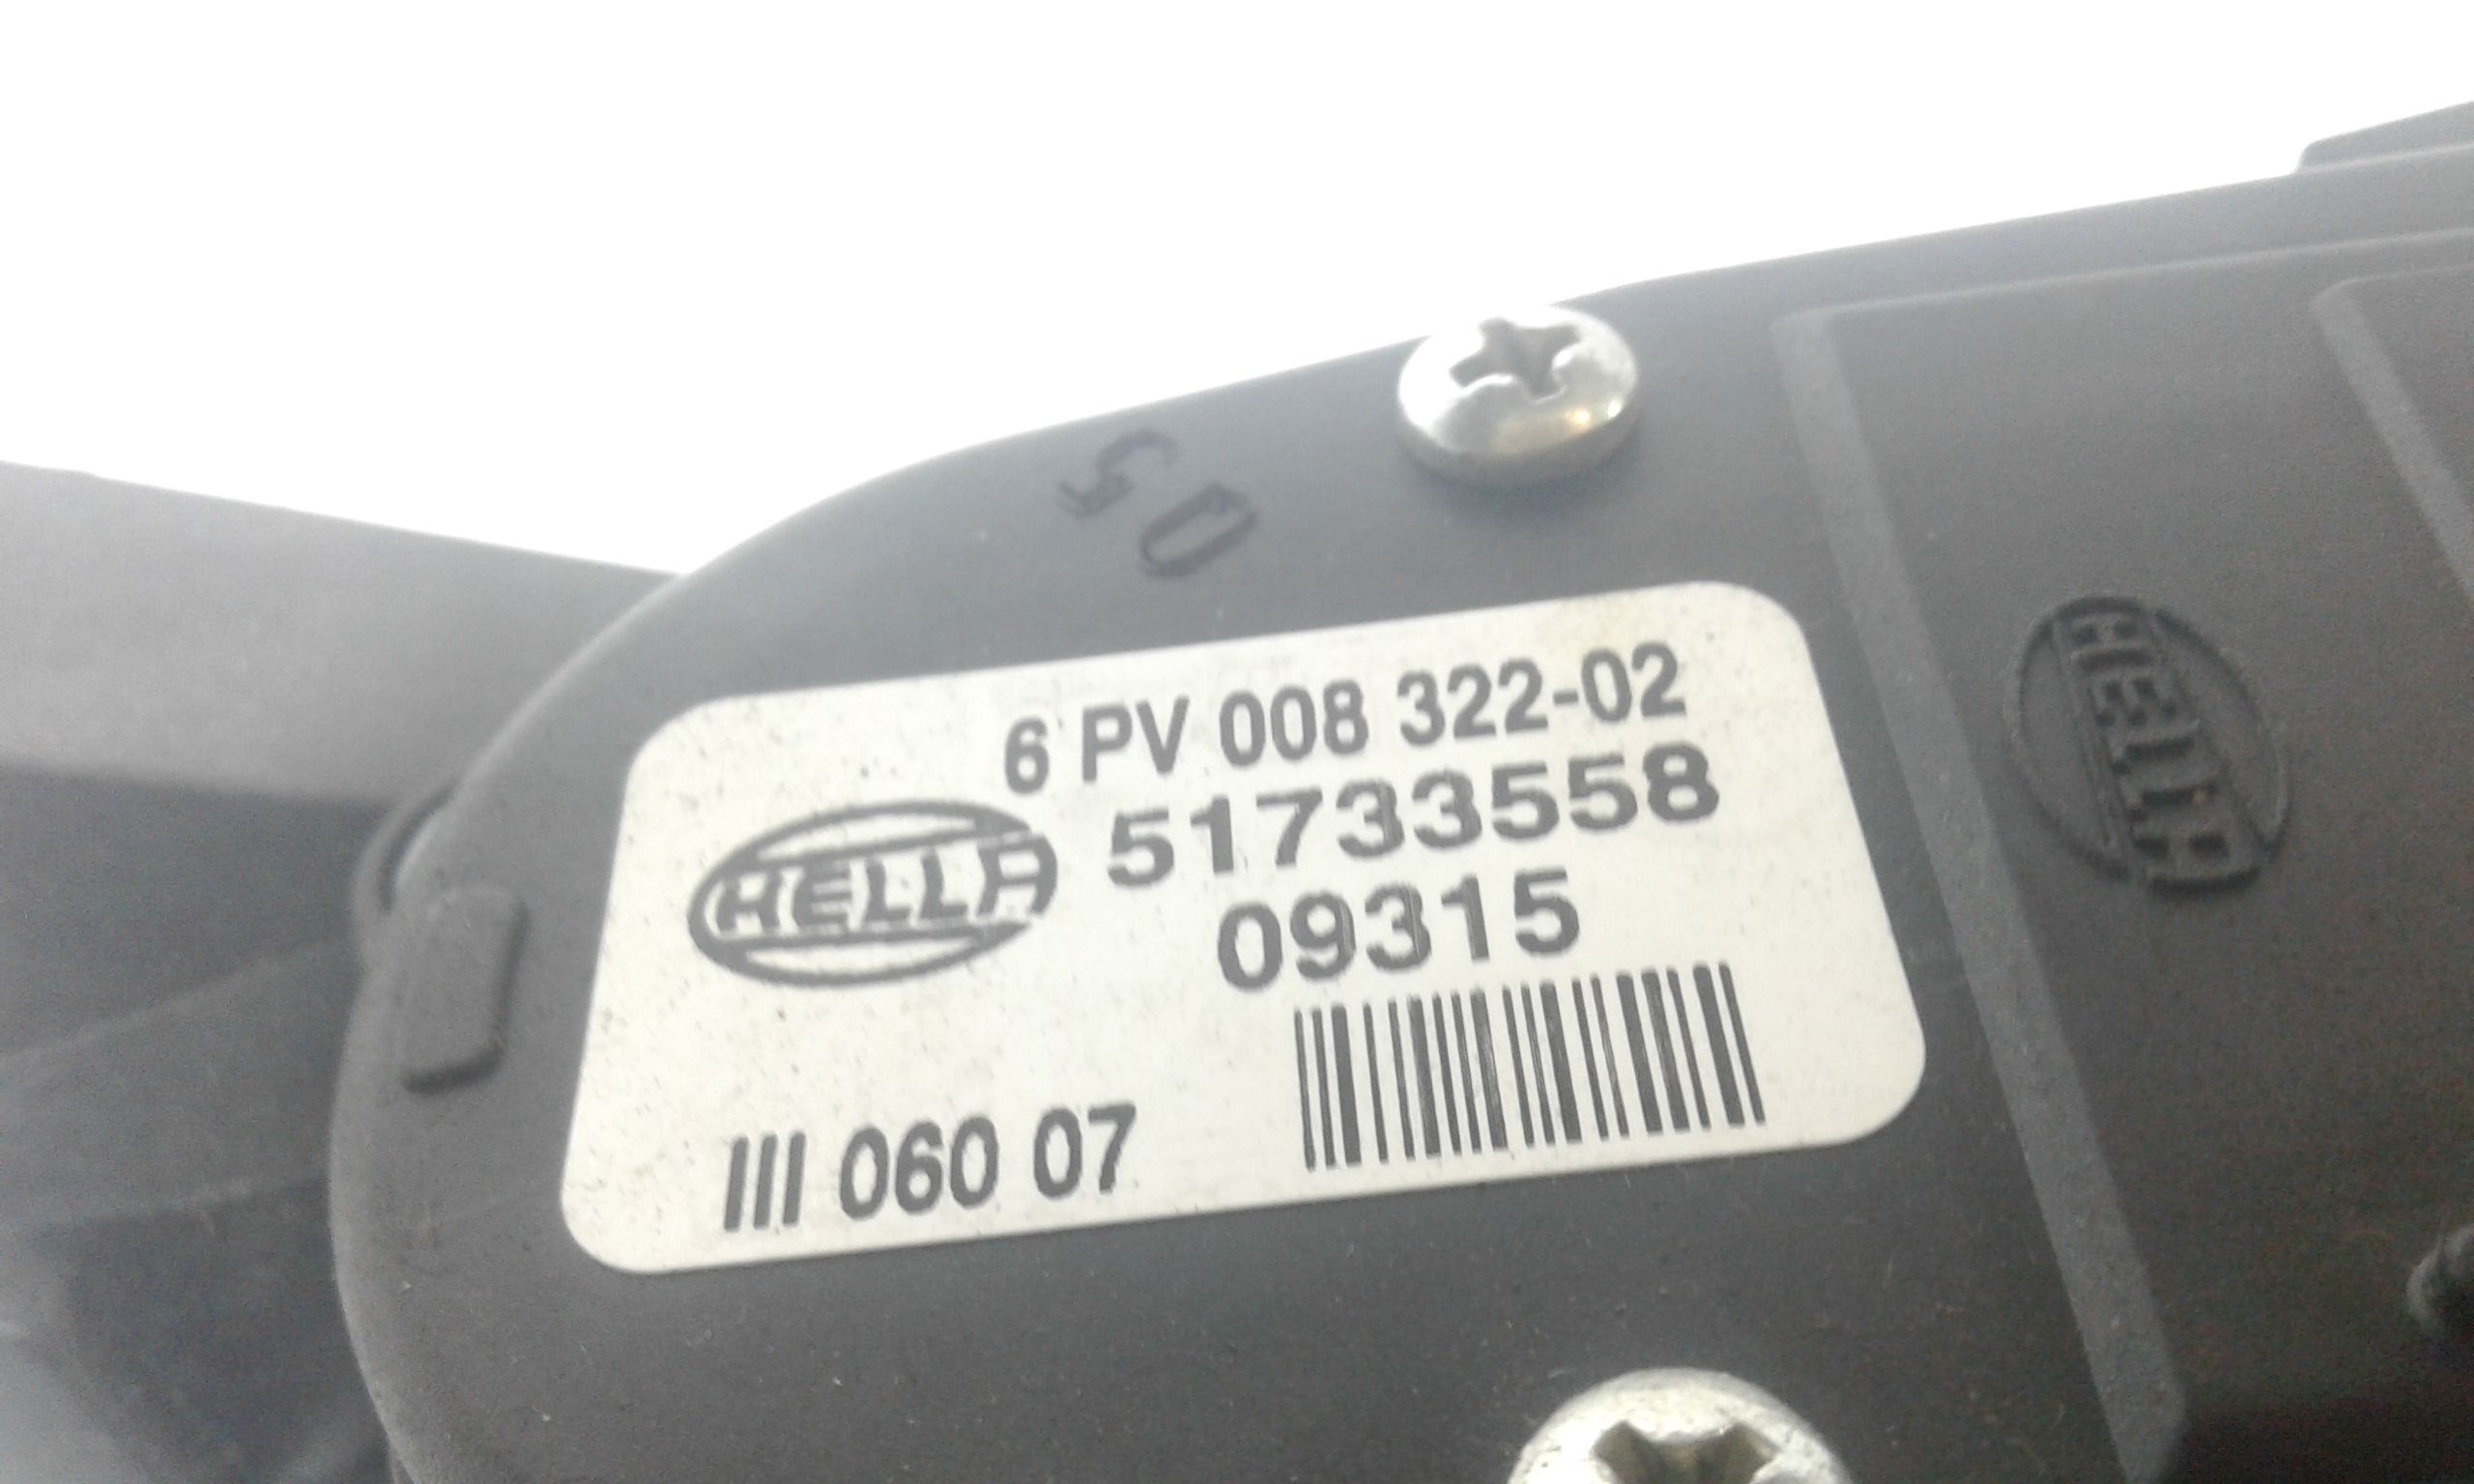 05
6 PV 008 322-02
HELLA 51733558
09315
III 060 07
HELLA